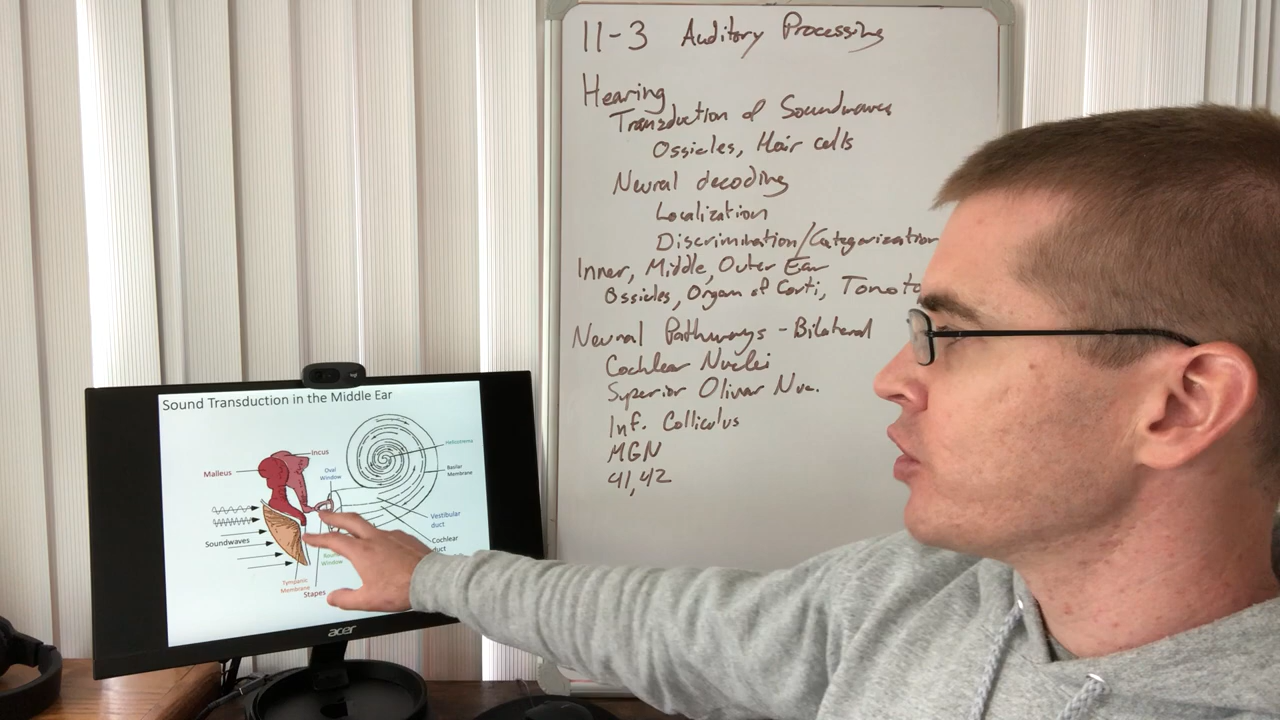 11-3 Auditory Processing
Hearing
Transduction of Soundwaves
Ossicles, Hair cells
Neural decoding
Localization
Discrimination/Categorization
Inner, Middle, Outer Ear
Ossicles, Organ of Corti, Tonoto
Neural Pathways - Bilateral
Cochlear Nuclei
Superior Olivar Nuc.
Inf. Colliculus
MGN
41,42
Sound Transduction in the Middle Ear
Incus
Malleus
Oval
Window
Helicotrema
Basilar
Membrane
Vestibular
duct
Cochlear
duct
Soundwaves
Window
Tympanic
Membrane
Stapes
acer